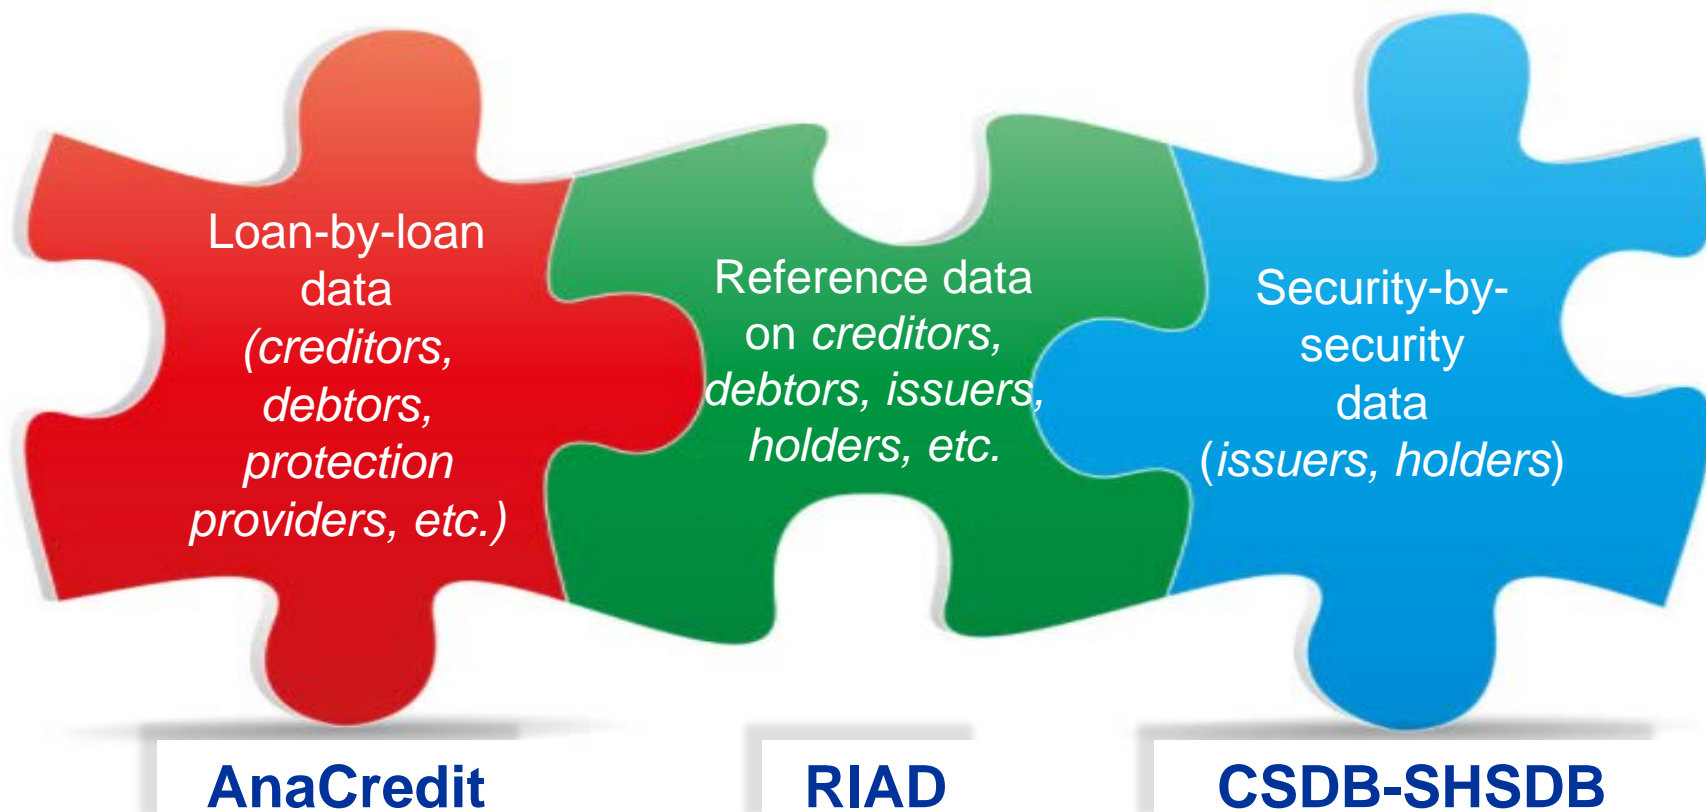 Loan-by-loan
data
(creditors,
debtors,
protection
providers, etc.)
Reference data
on creditors,
debtors, issuers,
holders, etc.
Security-by-
security
data
(issuers, holders)
AnaCredit
RIAD
CSDB-SHSDB